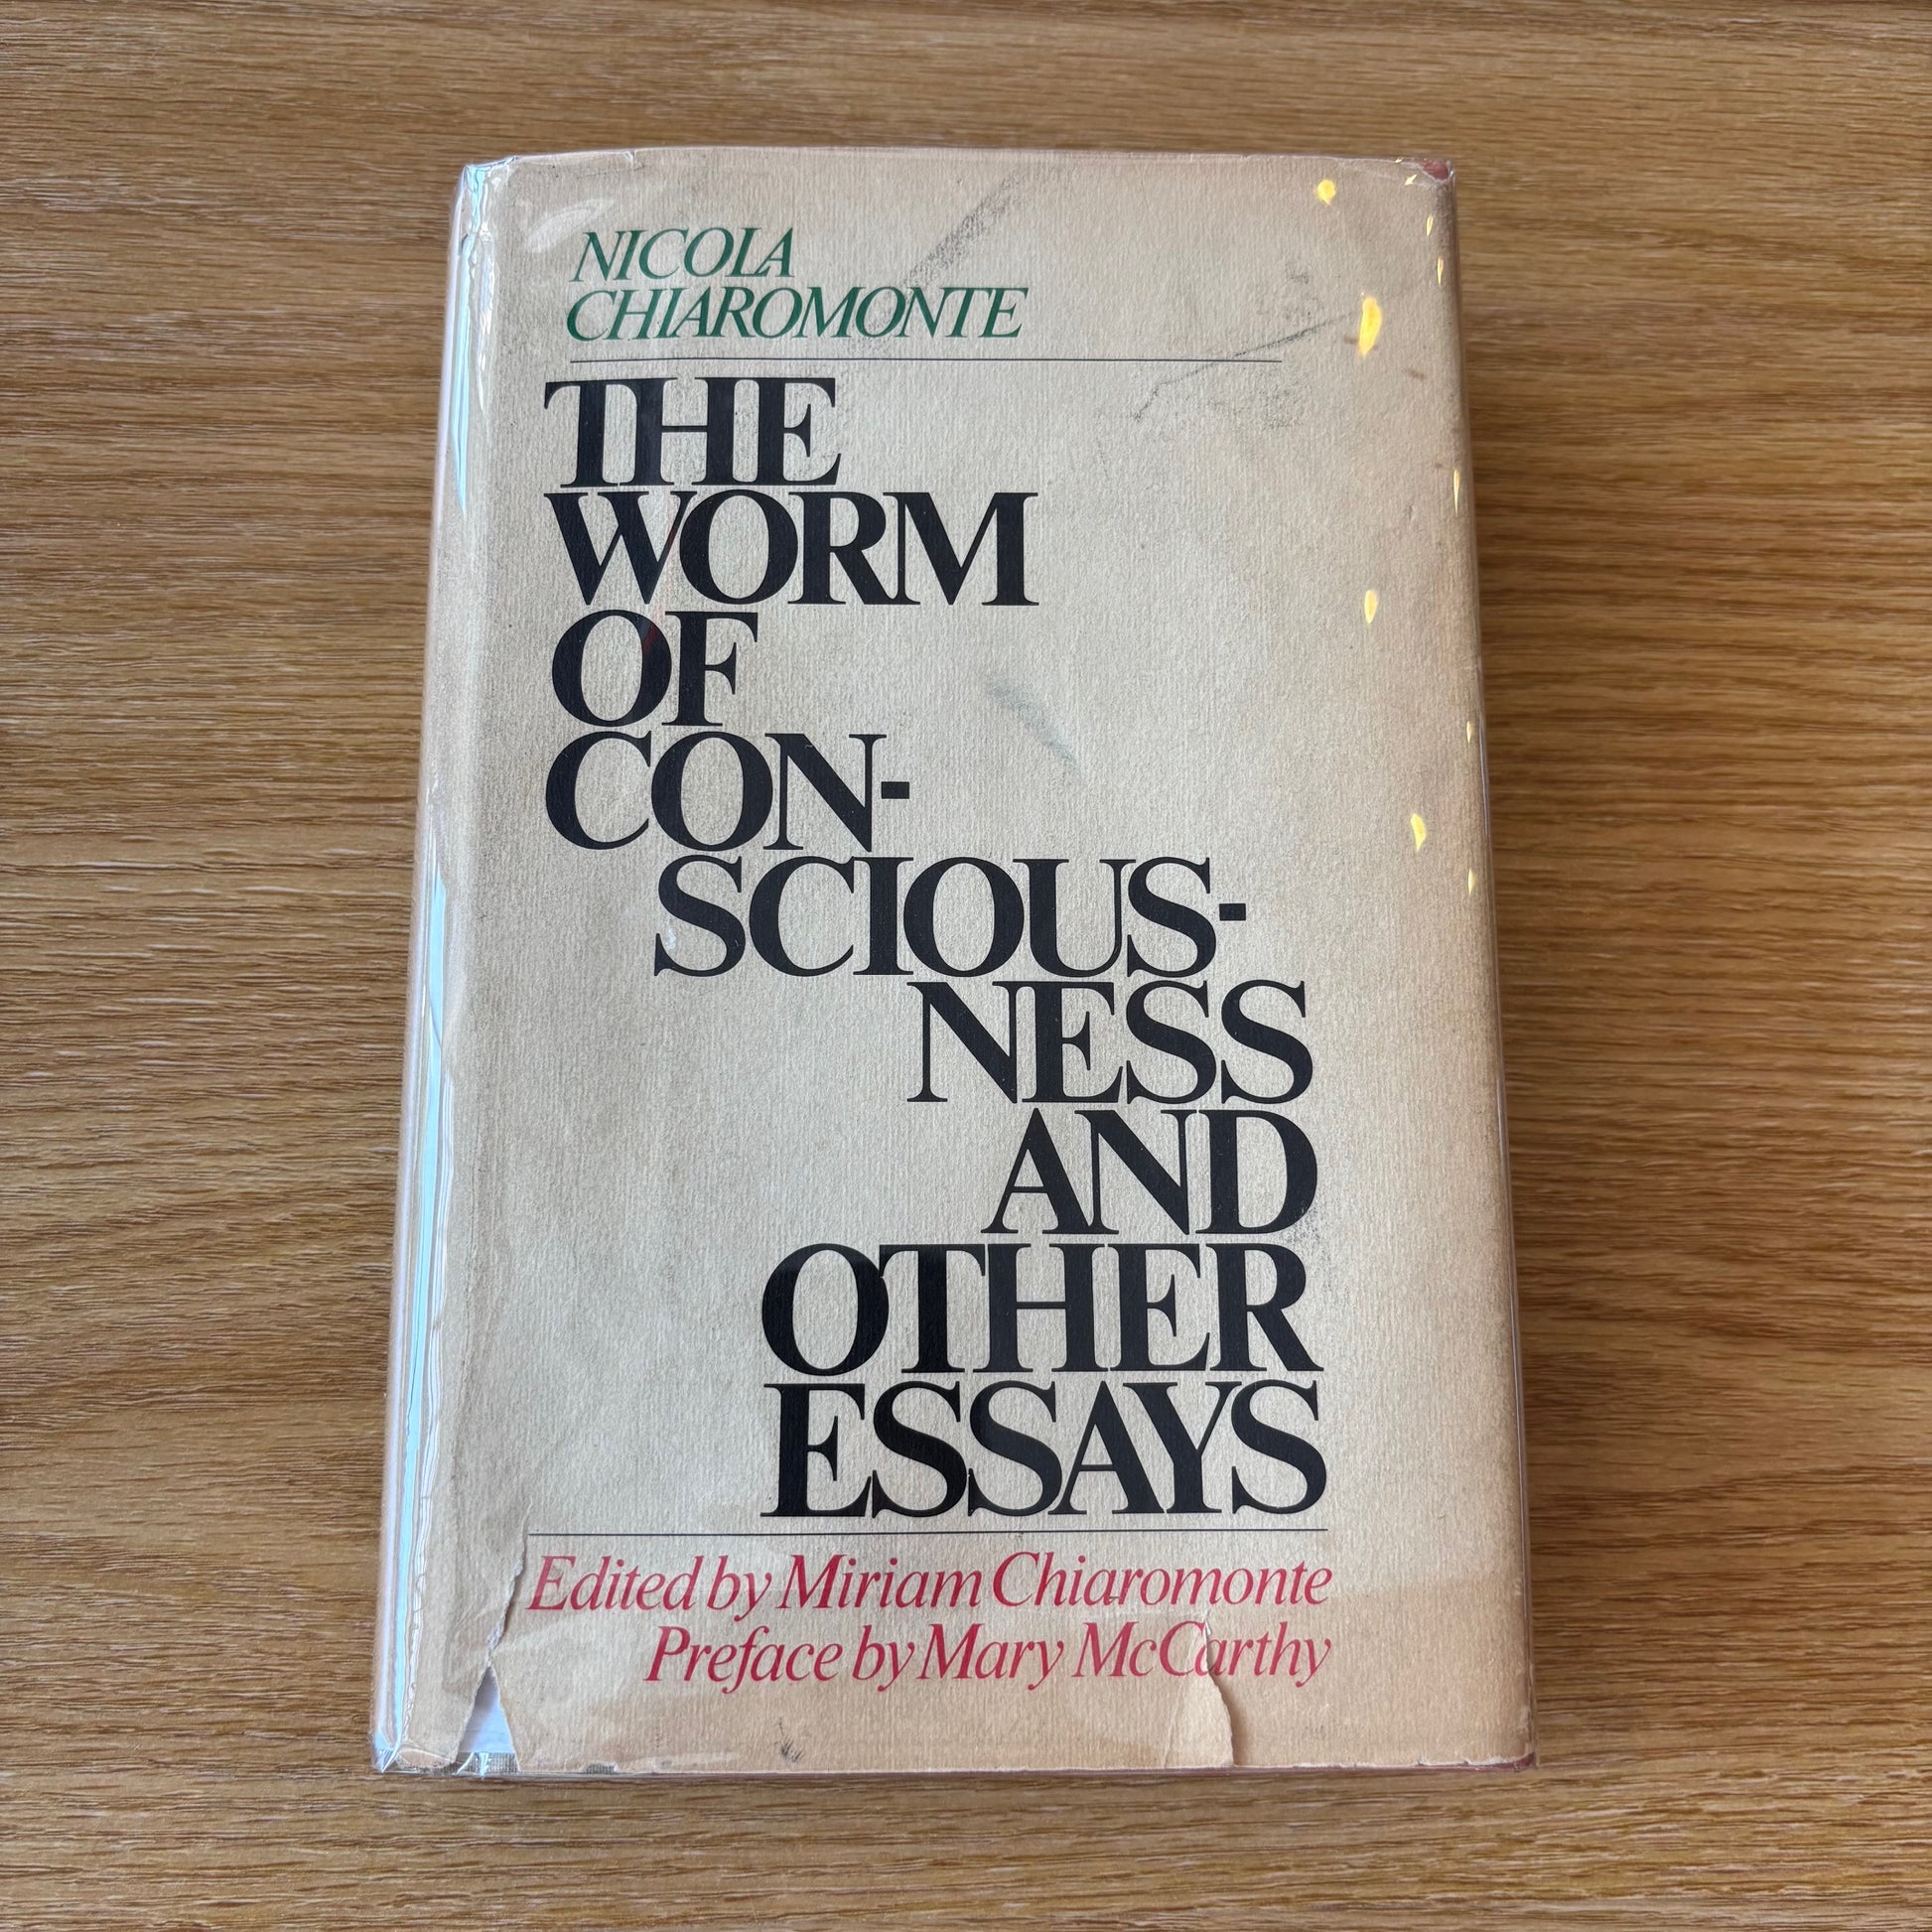 NICOLA
CHIAROMONTE
THE
WORM
OF
CON-
SCIOUS-
NESS
AND
OTHER
ESSAYS
Edited by Miriam Chiaromonte
Preface by Mary McCarthy